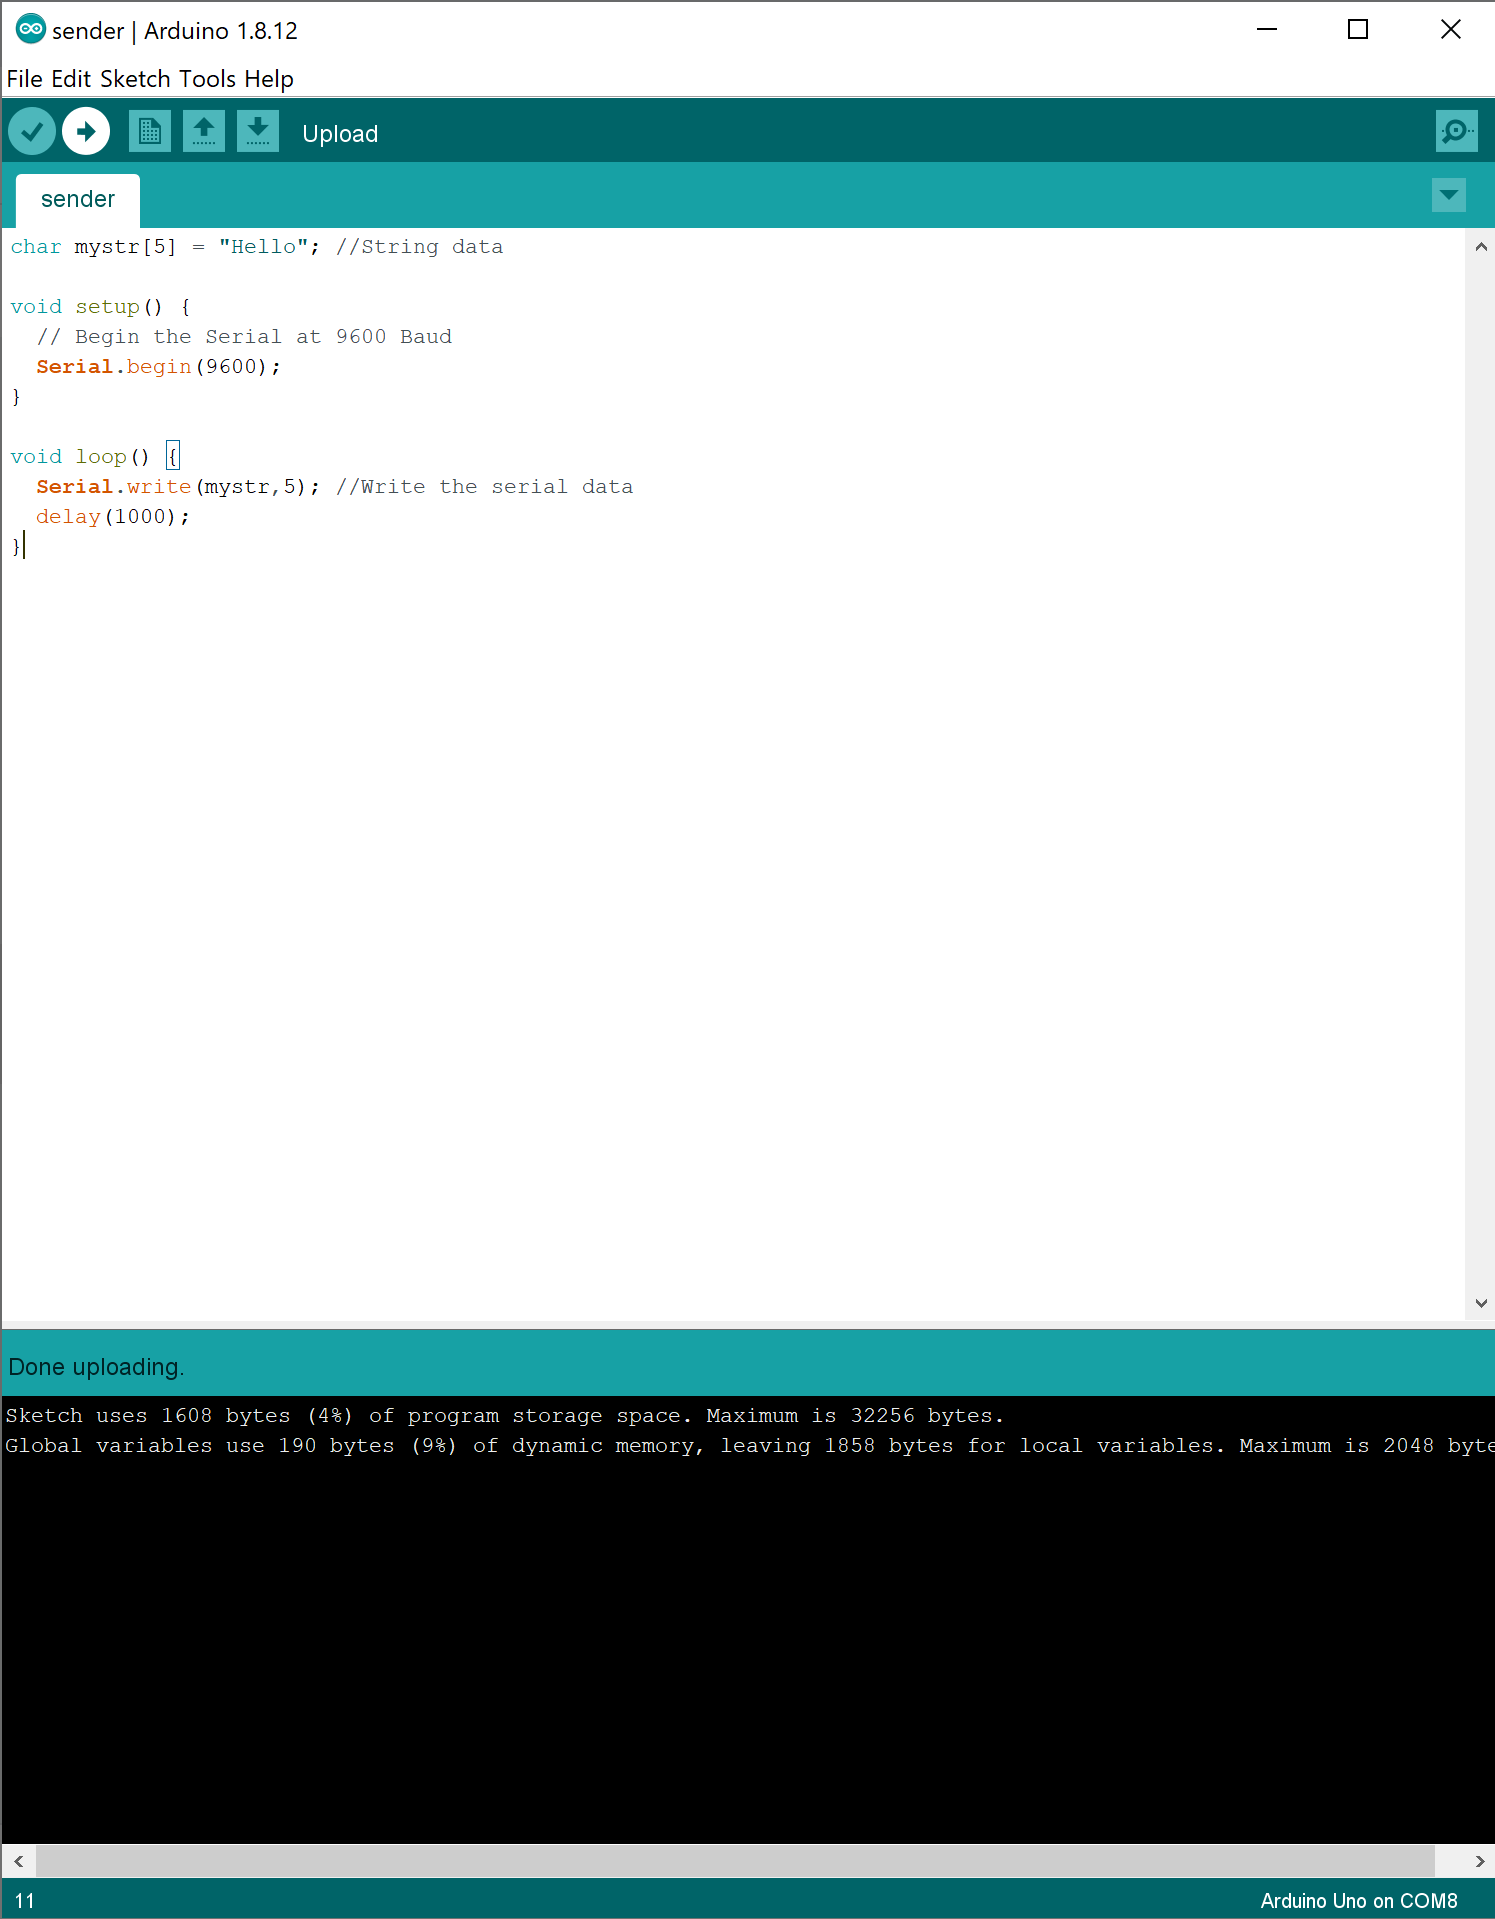 sender | Arduino 1.8.12
File Edit Sketch Tools Help
Upload
sender
char mystr[5] = "Hello"; //String data
void setup() {
  // Begin the Serial at 9600 Baud
  Serial.begin(9600);
}
void loop() {
  Serial.write(mystr,5); //Write the serial data
  delay(1000);
}
Done uploading.
Sketch uses 1608 bytes (4%) of program storage space. Maximum is 32256 bytes.
Global variables use 190 bytes (9%) of dynamic memory, leaving 1858 bytes for local variables. Maximum is 2048 byte
11
Arduino Uno on COM8